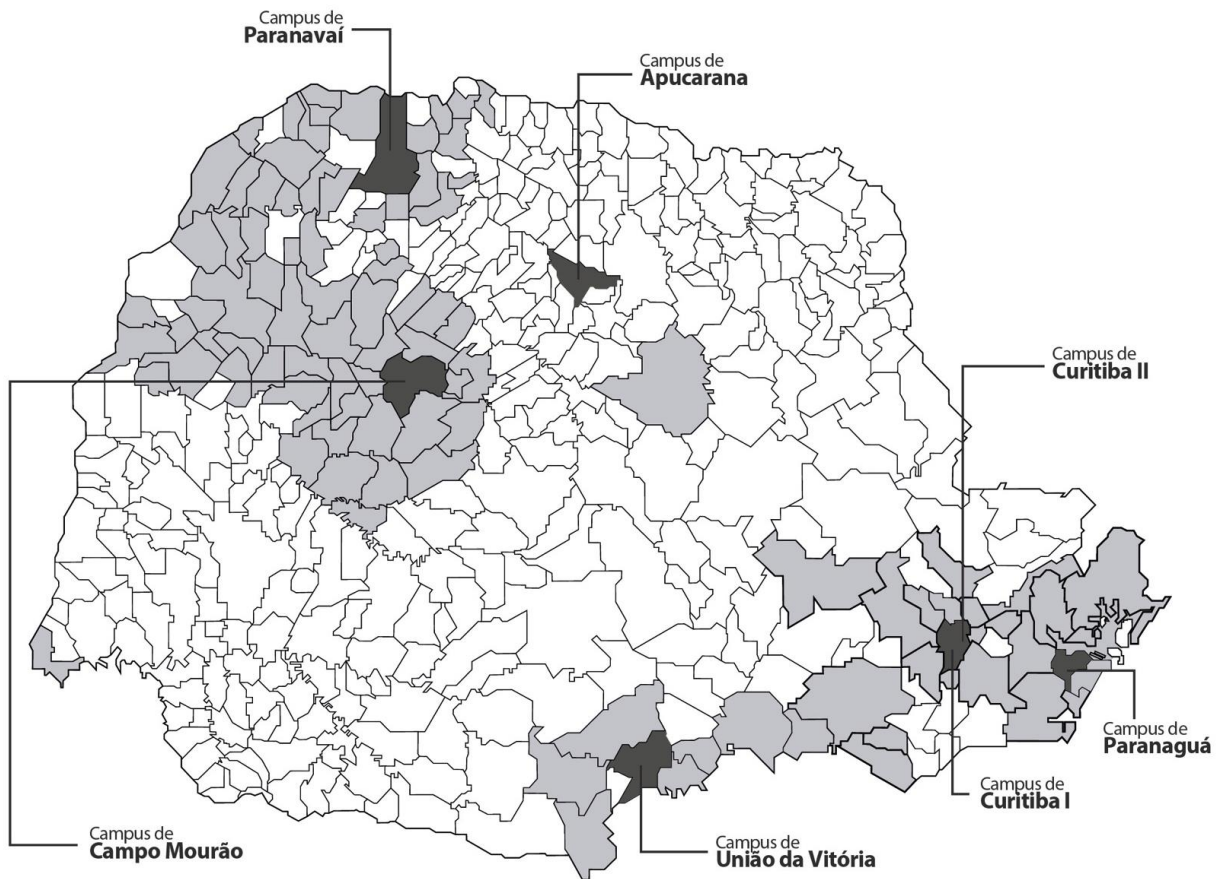 Campus de
Paranavaí
Campus de
Apucarana
Campus de
Curitiba II
Campus de
Paranaguá
Campus de
Curitiba I
Campus de
Campo Mourão
Campus de
União da Vitória